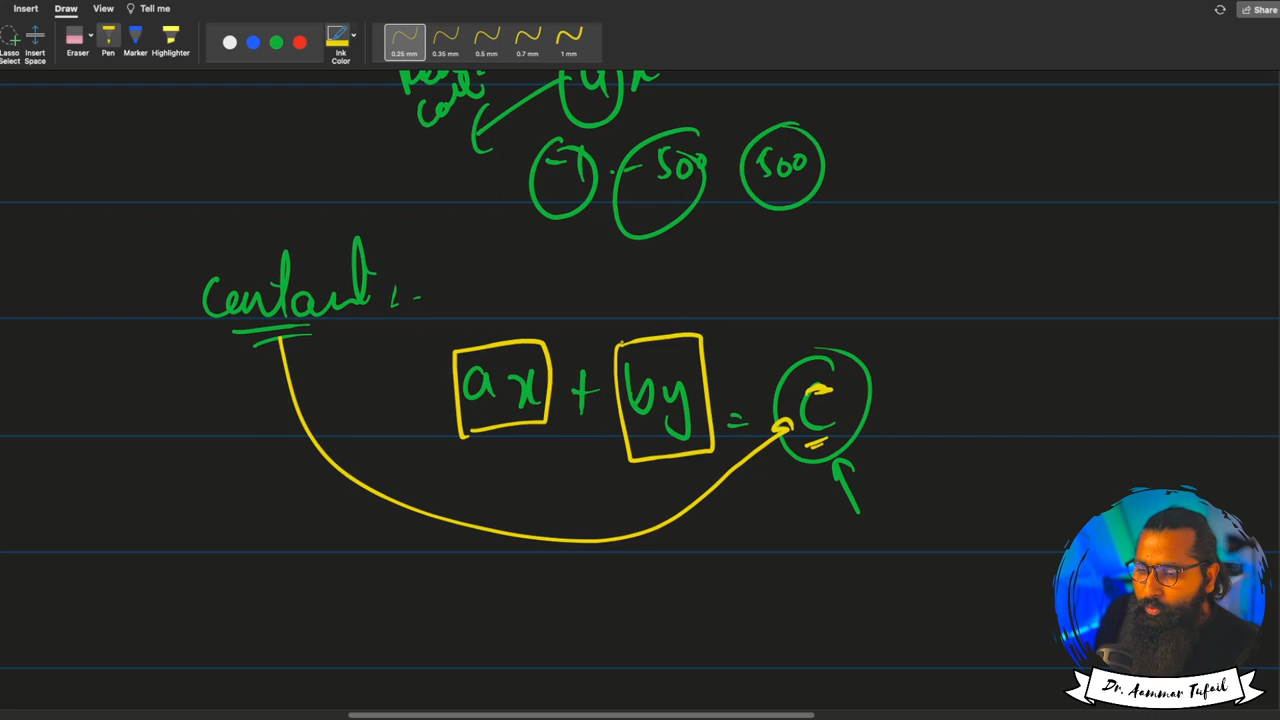 Insert Draw View Tell me Share
Lasso Select Insert Space Eraser Pen Marker Highlighter Ink Color 0.25 mm 0.35 mm 0.5 mm 0.7 mm 1 mm
-1 -500 500
contant :-
ax + by = c
Dr. Aammar Tufail